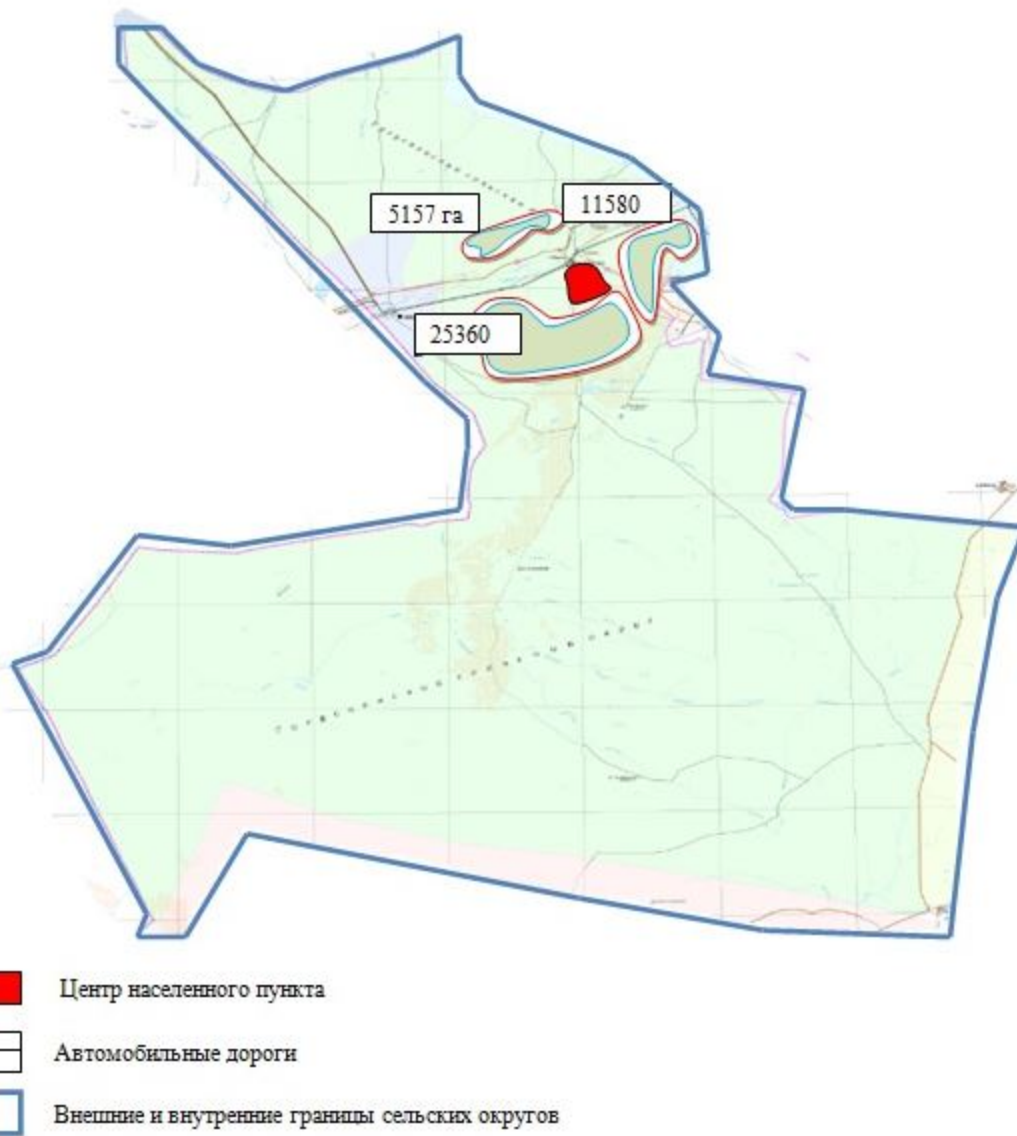 5157 га
11580
25360
Центр населенного пункта
Автомобильные дороги
Внешние и внутренние границы сельских округов